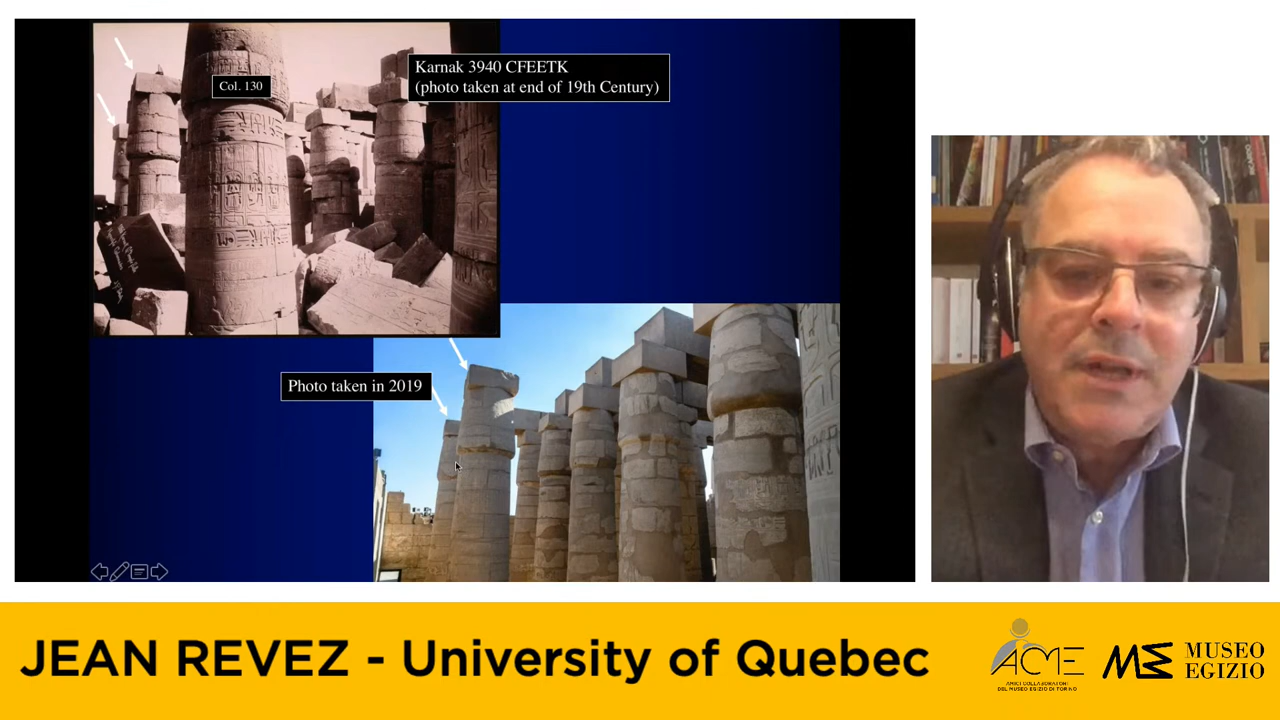 Karnak 3940 CFEETK
(photo taken at end of 19th Century)
Col. 130
Photo taken in 2019
JEAN REVEZ - University of Quebec
ACME
AMICI COLLABORATORI
DEL MUSEO EGIZIO DI TORINO
ME
MUSEO
EGIZIO